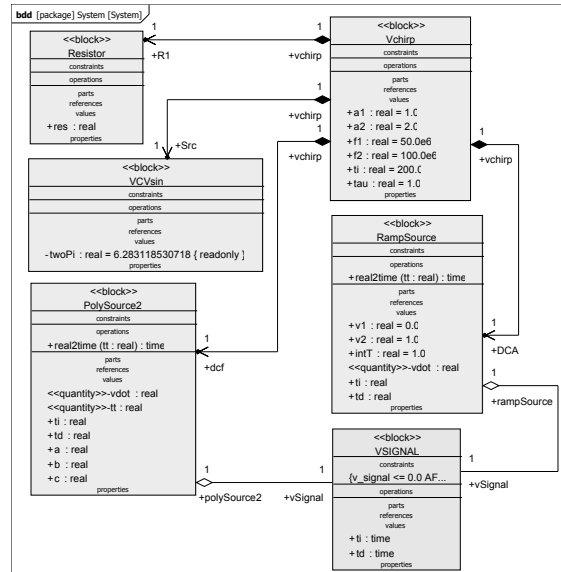 bdd [package] System [System]
<<block>>
Resistor
constraints
operations
parts
references
values
+res : real
properties
1
+R1
1
+vchirp
<<block>>
Vchirp
constraints
operations
parts
references
values
+a1 : real = 1.0
+a2 : real = 2.0
+f1 : real = 50.0e6
+f2 : real = 100.0e6
+ti : real = 200.0
+tau : real = 1.0
properties
1
+vchirp
1
+vchirp
1
+vchirp
1
+Src
<<block>>
VCVsin
constraints
operations
parts
references
values
-twoPi : real = 6.283118530718 { readonly }
properties
<<block>>
RampSource
constraints
operations
+real2time (tt : real) : time
parts
references
values
+v1 : real = 0.0
+v2 : real = 1.0
+intT : real = 1.0
<<quantity>>-vdot : real
+ti : real
+td : real
properties
1
+DCA
1
+rampSource
<<block>>
PolySource2
constraints
operations
+real2time (tt : real) : time
parts
references
values
<<quantity>>-vdot : real
<<quantity>>-tt : real
+ti : real
+td : real
+a : real
+b : real
+c : real
properties
1
+dcf
1
+polySource2
1
+vSignal
<<block>>
VSIGNAL
constraints
{v_signal <= 0.0 AF...
operations
parts
references
values
+ti : time
+td : time
properties
1
+vSignal